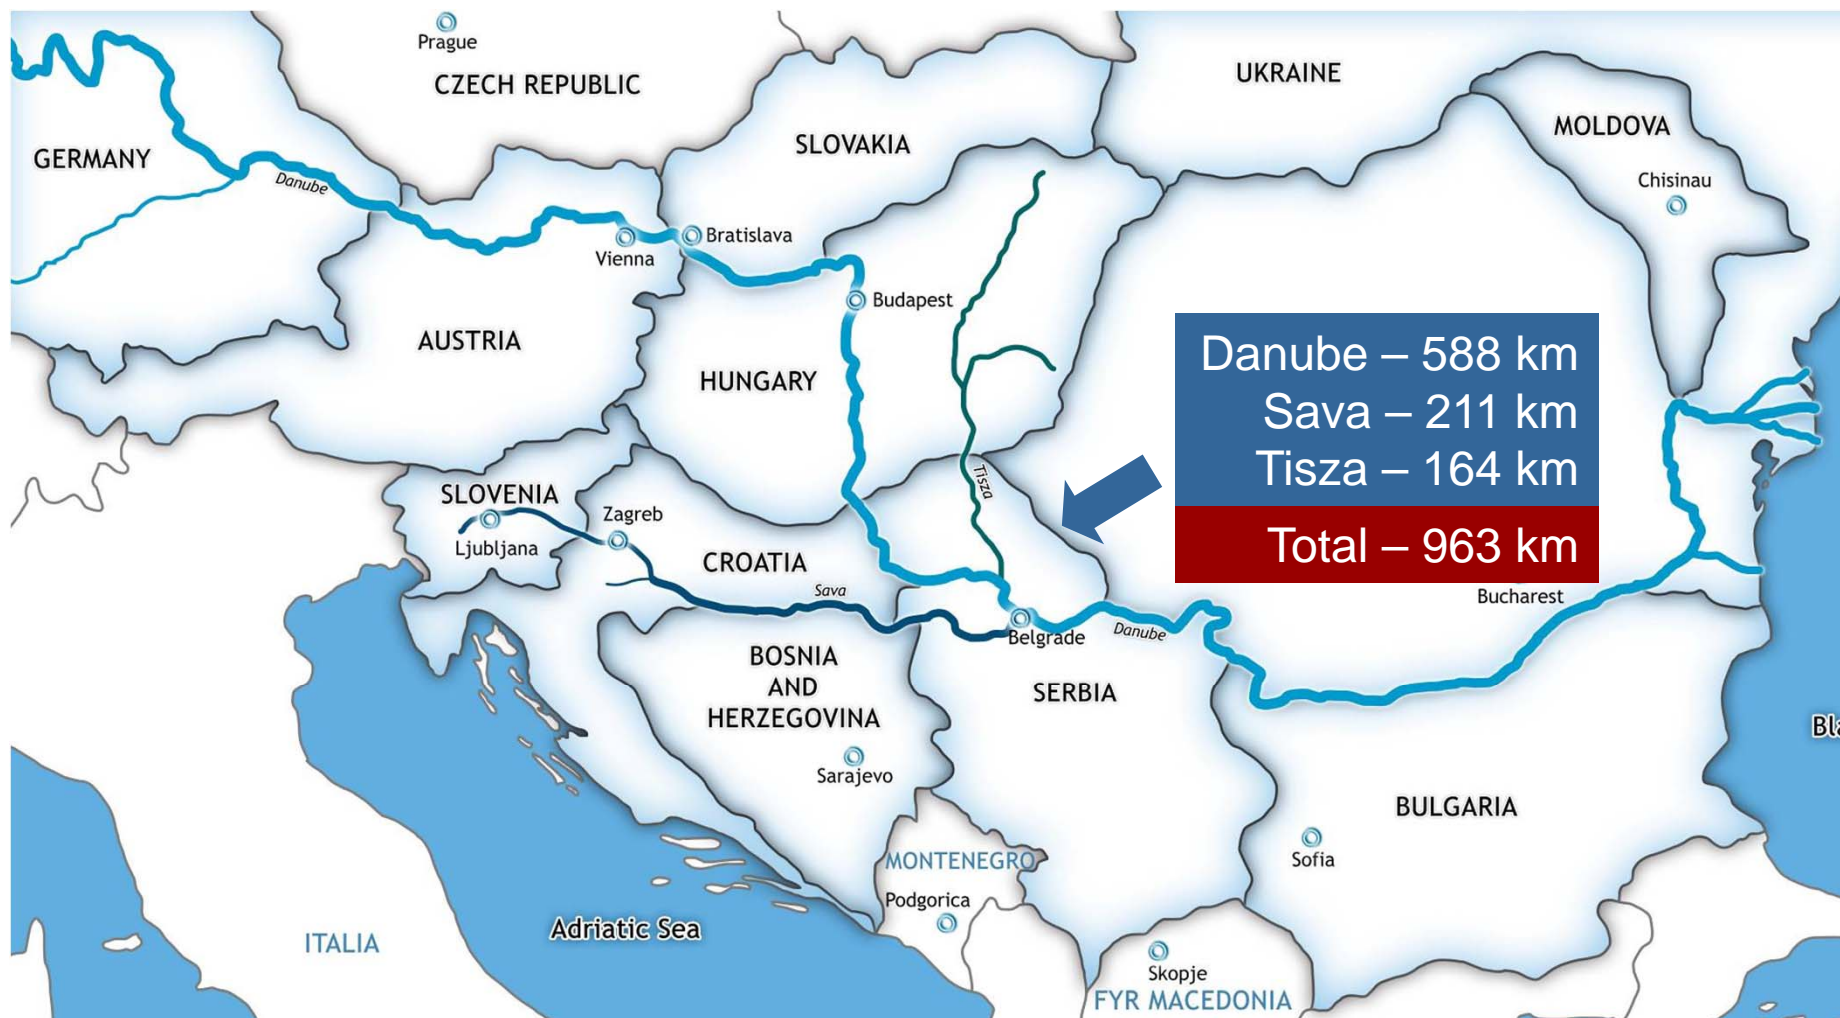 Prague
CZECH REPUBLIC
UKRAINE
MOLDOVA
SLOVAKIA
GERMANY
Danube
Chisinau
Bratislava
Vienna
Budapest
AUSTRIA
HUNGARY
Danube – 588 km
Sava – 211 km
Tisza – 164 km
Total – 963 km
Tisza
SLOVENIA
Zagreb
Ljubljana
CROATIA
Sava
Bucharest
Belgrade
Danube
BOSNIA
AND
HERZEGOVINA
SERBIA
Sarajevo
BULGARIA
Sofia
MONTENEGRO
Podgorica
Adriatic Sea
ITALIA
Skopje
FYR MACEDONIA